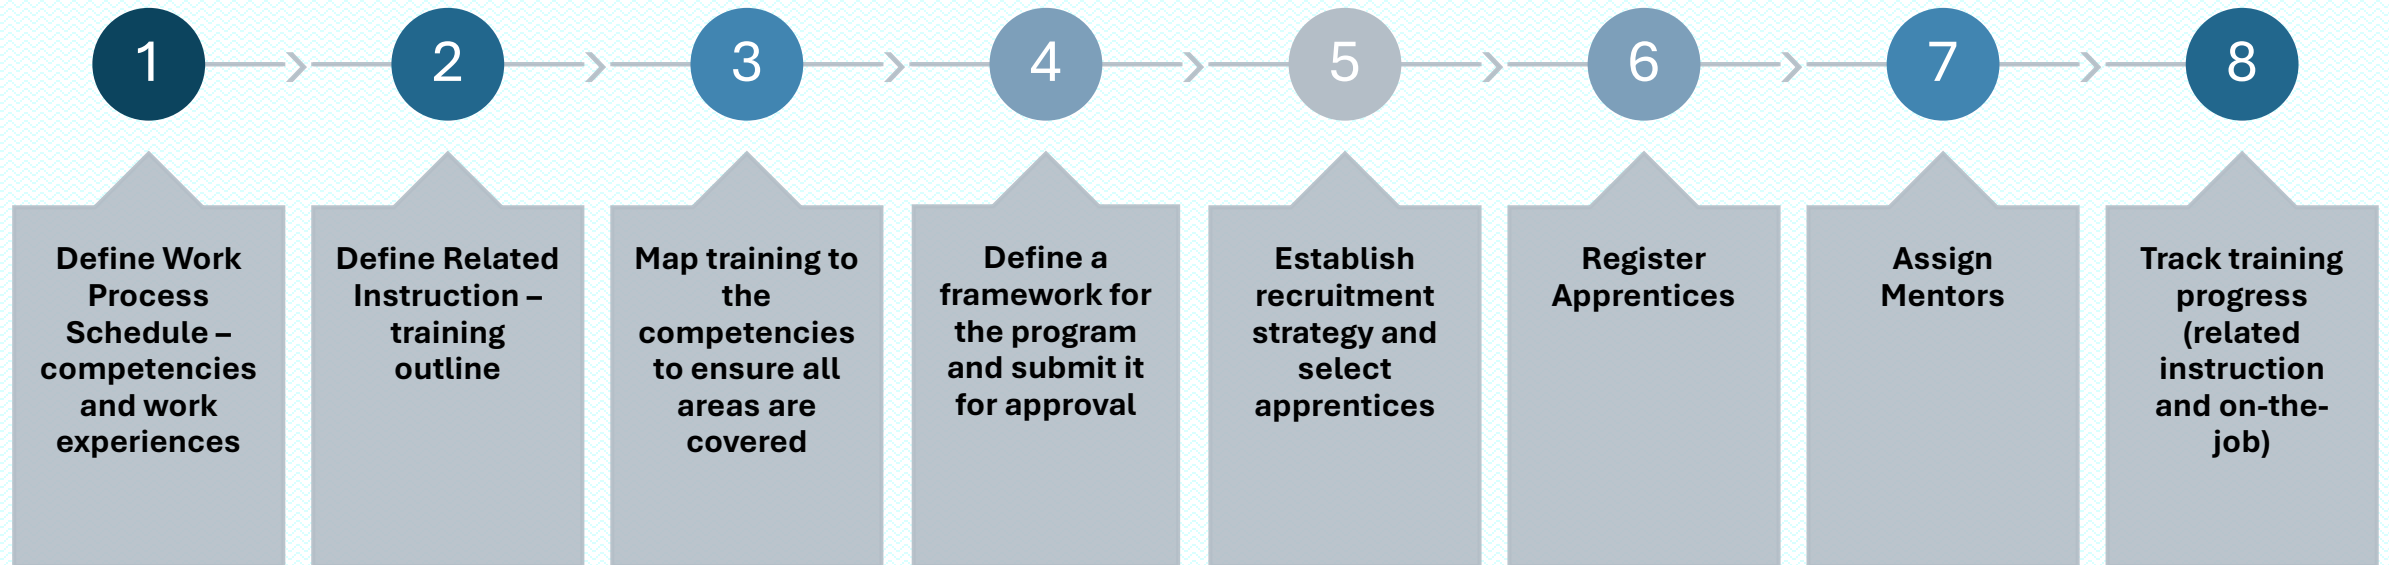 1
2
3
4
5
6
7
8
Define Work
Process
Schedule –
competencies
and work
experiences
Define Related
Instruction –
training
outline
Map training to
the
competencies
to ensure all
areas are
covered
Define a
framework for
the program
and submit it
for approval
Establish
recruitment
strategy and
select
apprentices
Register
Apprentices
Assign
Mentors
Track training
progress
(related
instruction
and on-the-
job)